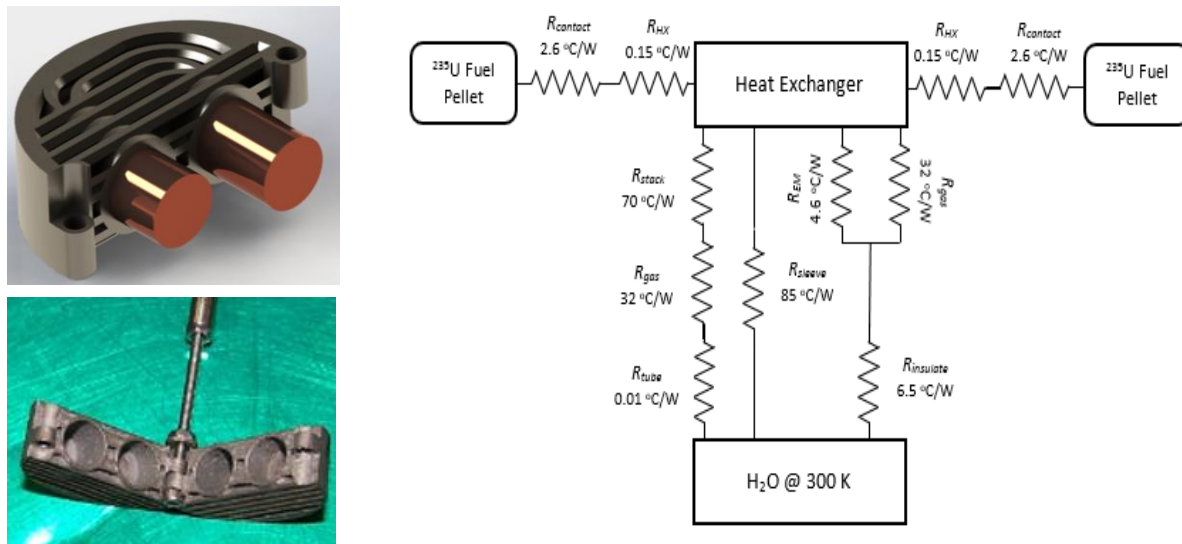 R_contact
2.6 °C/W
R_HX
0.15 °C/W
R_HX
0.15 °C/W
R_contact
2.6 °C/W
²³⁵U Fuel
Pellet
Heat Exchanger
²³⁵U Fuel
Pellet
R_stack
70 °C/W
R_EM
4.6 °C/W
R_gas
32 °C/W
R_gas
32 °C/W
R_sleeve
85 °C/W
R_tube
0.01 °C/W
R_insulate
6.5 °C/W
H₂O @ 300 K